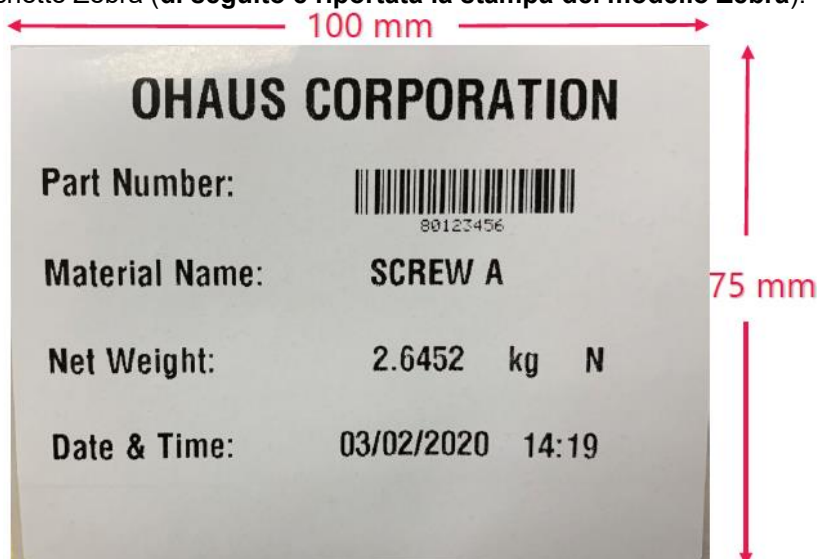 Zebra (di seguito è riportata la stampa del modello Zebra).
100 mm
OHAUS CORPORATION
Part Number:
80123456
Material Name: SCREW A
75 mm
Net Weight: 2.6452 kg N
Date & Time: 03/02/2020 14:19